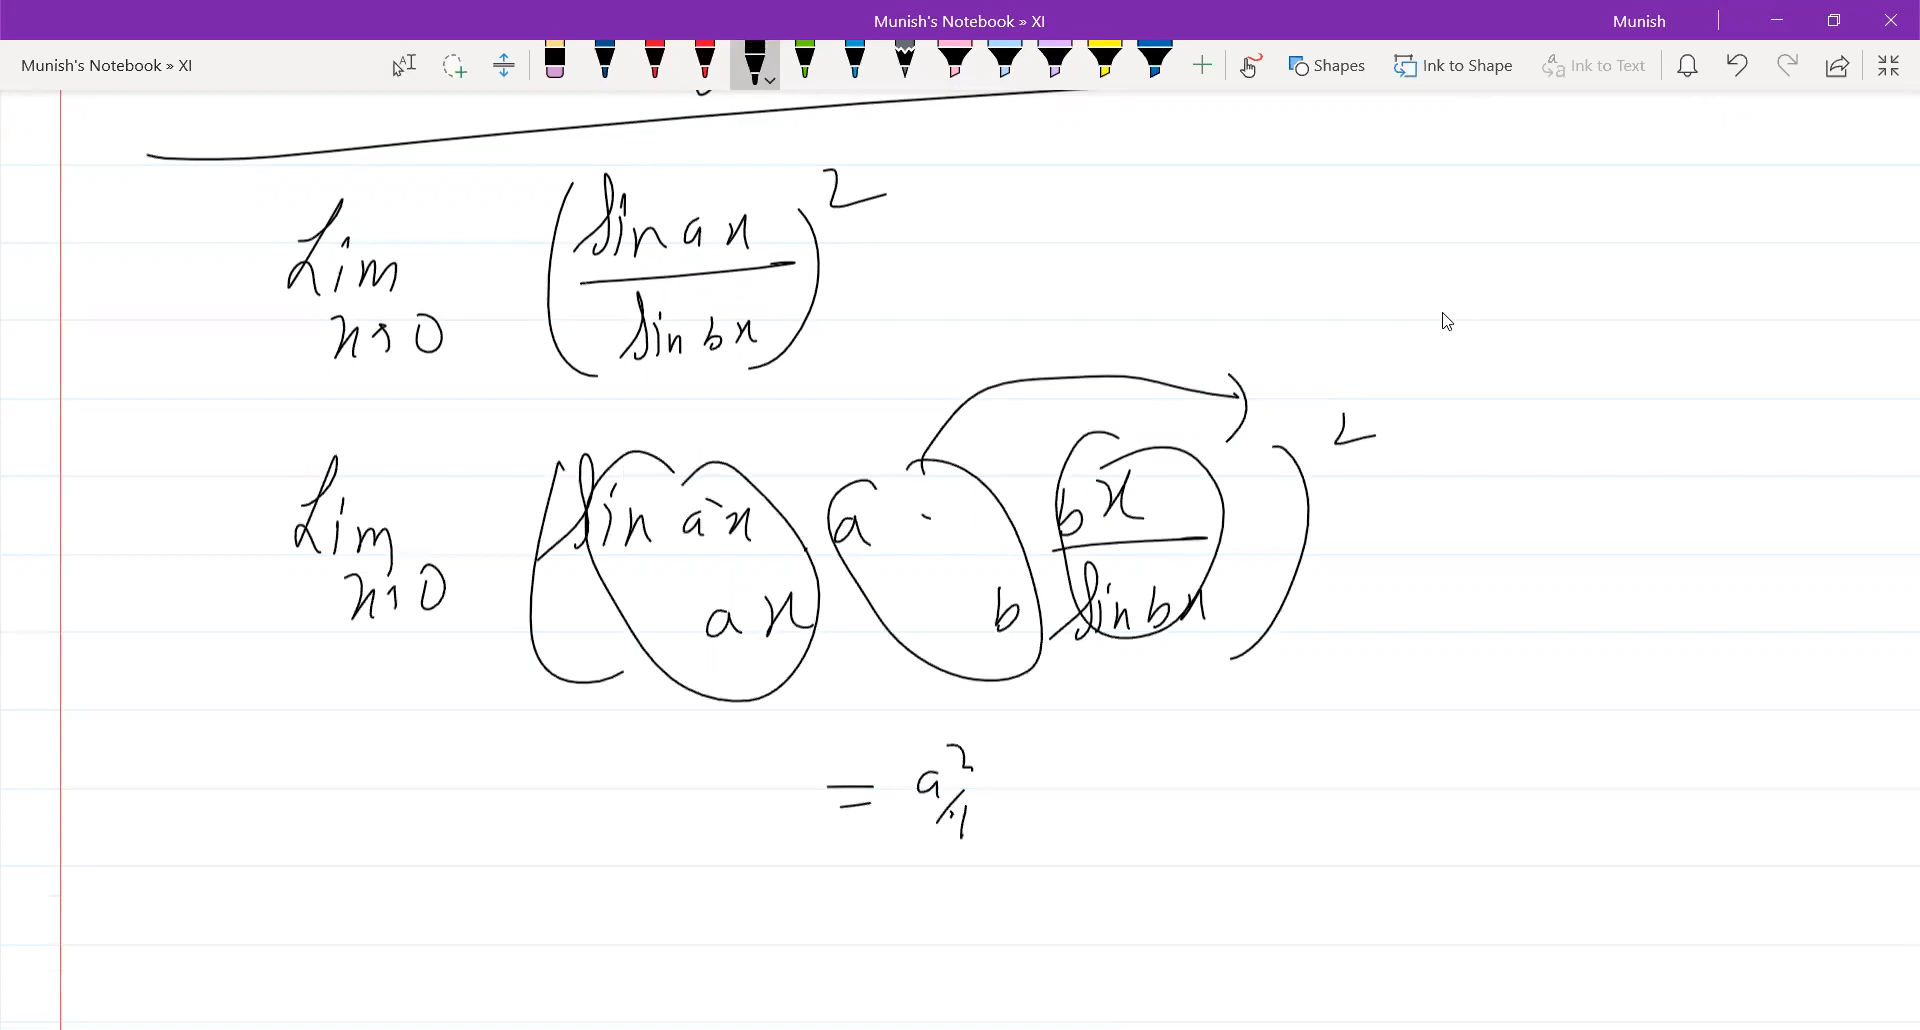 Munish's Notebook » XI
Munish
Munish's Notebook » XI
Shapes
Ink to Shape
Ink to Text
Lim x→0 (sin ax / sin bx)²
Lim x→0 (sin ax / ax · a / b · bx / sin bx)²
= a²/